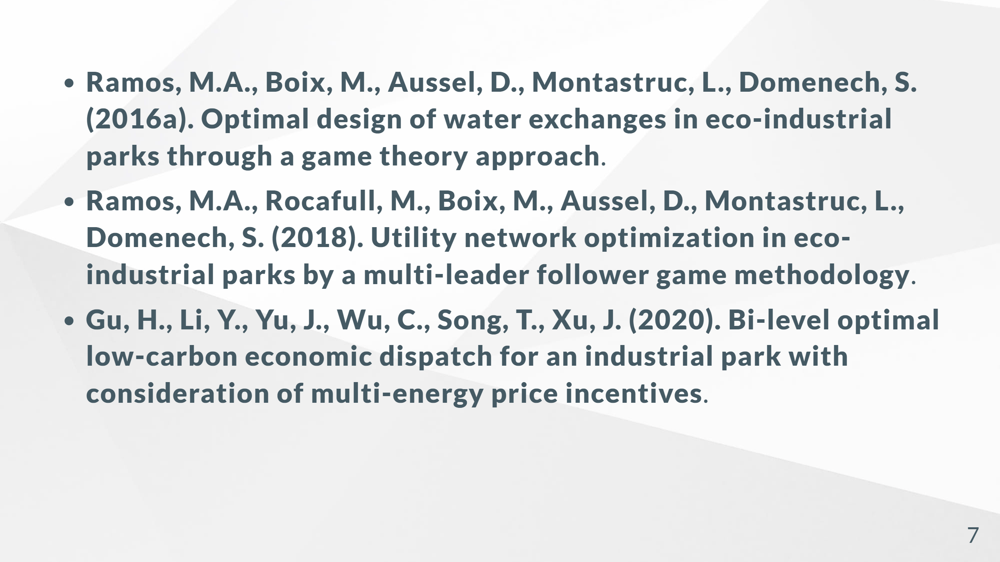 • Ramos, M.A., Boix, M., Aussel, D., Montastruc, L., Domenech, S.
(2016a). Optimal design of water exchanges in eco-industrial
parks through a game theory approach.
• Ramos, M.A., Rocafull, M., Boix, M., Aussel, D., Montastruc, L.,
Domenech, S. (2018). Utility network optimization in eco-
industrial parks by a multi-leader follower game methodology.
• Gu, H., Li, Y., Yu, J., Wu, C., Song, T., Xu, J. (2020). Bi-level optimal
low-carbon economic dispatch for an industrial park with
consideration of multi-energy price incentives.
7